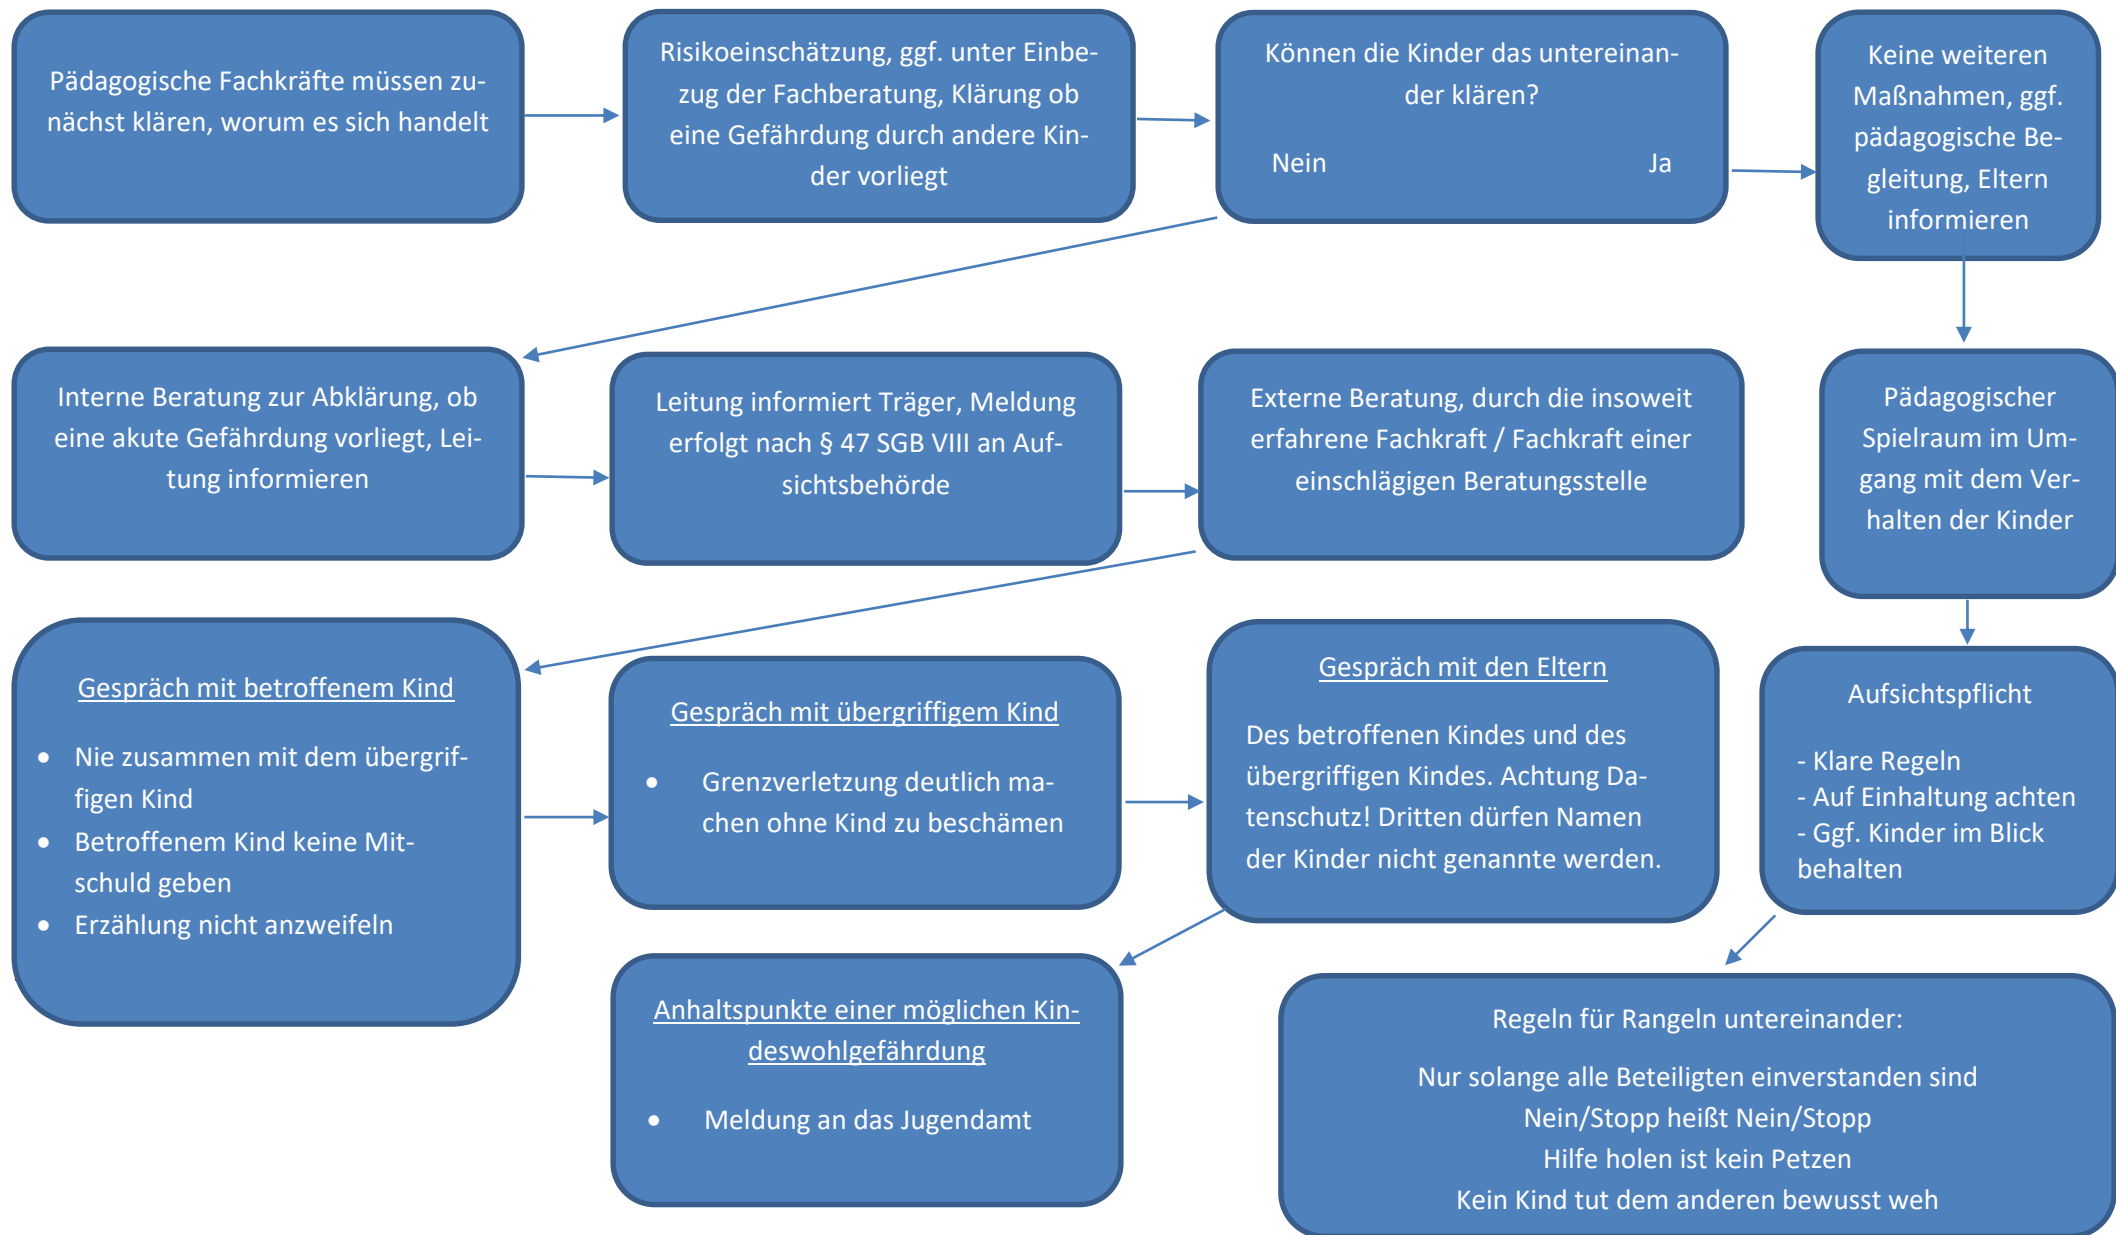 Pädagogische Fachkräfte müssen zu-
nächst klären, worum es sich handelt
Risikoeinschätzung, ggf. unter Einbe-
zug der Fachberatung, Klärung ob
eine Gefährdung durch andere Kin-
der vorliegt
Können die Kinder das untereinan-
der klären?
Nein Ja
Keine weiteren
Maßnahmen, ggf.
pädagogische Be-
gleitung, Eltern
informieren
Interne Beratung zur Abklärung, ob
eine akute Gefährdung vorliegt, Lei-
tung informieren
Leitung informiert Träger, Meldung
erfolgt nach § 47 SGB VIII an Auf-
sichtsbehörde
Externe Beratung, durch die insoweit
erfahrene Fachkraft / Fachkraft einer
einschlägigen Beratungsstelle
Pädagogischer
Spielraum im Um-
gang mit dem Ver-
halten der Kinder
Gespräch mit betroffenem Kind
• Nie zusammen mit dem übergrif-
figen Kind
• Betroffenem Kind keine Mit-
schuld geben
• Erzählung nicht anzweifeln
Gespräch mit übergriffigem Kind
• Grenzverletzung deutlich ma-
chen ohne Kind zu beschämen
Gespräch mit den Eltern
Des betroffenen Kindes und des
übergriffigen Kindes. Achtung Da-
tenschutz! Dritten dürfen Namen
der Kinder nicht genannte werden.
Aufsichtspflicht
- Klare Regeln
- Auf Einhaltung achten
- Ggf. Kinder im Blick
behalten
Anhaltspunkte einer möglichen Kin-
deswohlgefährdung
• Meldung an das Jugendamt
Regeln für Rangeln untereinander:
Nur solange alle Beteiligten einverstanden sind
Nein/Stopp heißt Nein/Stopp
Hilfe holen ist kein Petzen
Kein Kind tut dem anderen bewusst weh